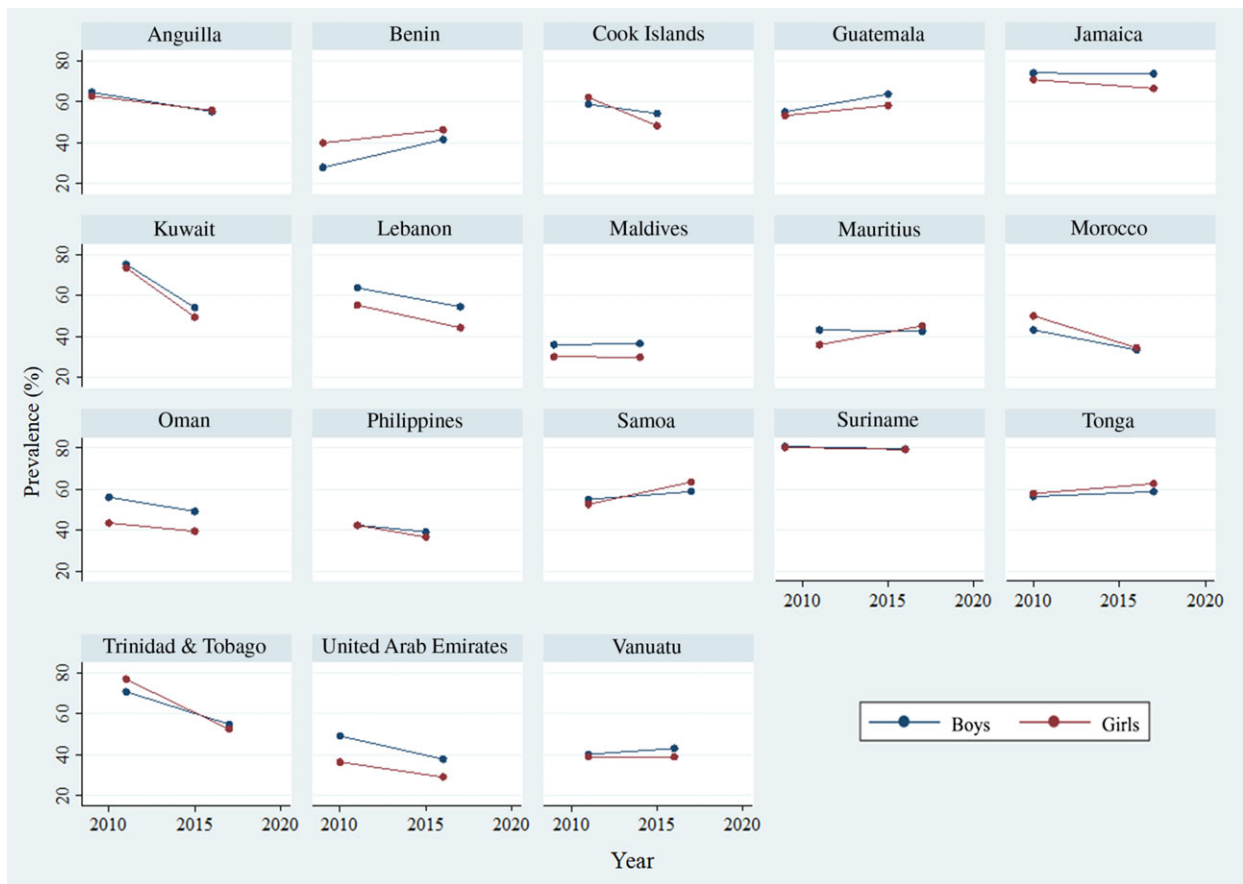 Anguilla Benin Cook Islands Guatemala Jamaica
80
60
40
20
Kuwait Lebanon Maldives Mauritius Morocco
80
60
40
20
Prevalence (%)
Oman Philippines Samoa Suriname Tonga
80
60
40
20
2010 2015 2020 2010 2015 2020
Trinidad & Tobago United Arab Emirates Vanuatu
80
60
40
20
Boys Girls
2010 2015 2020 2010 2015 2020 2010 2015 2020
Year